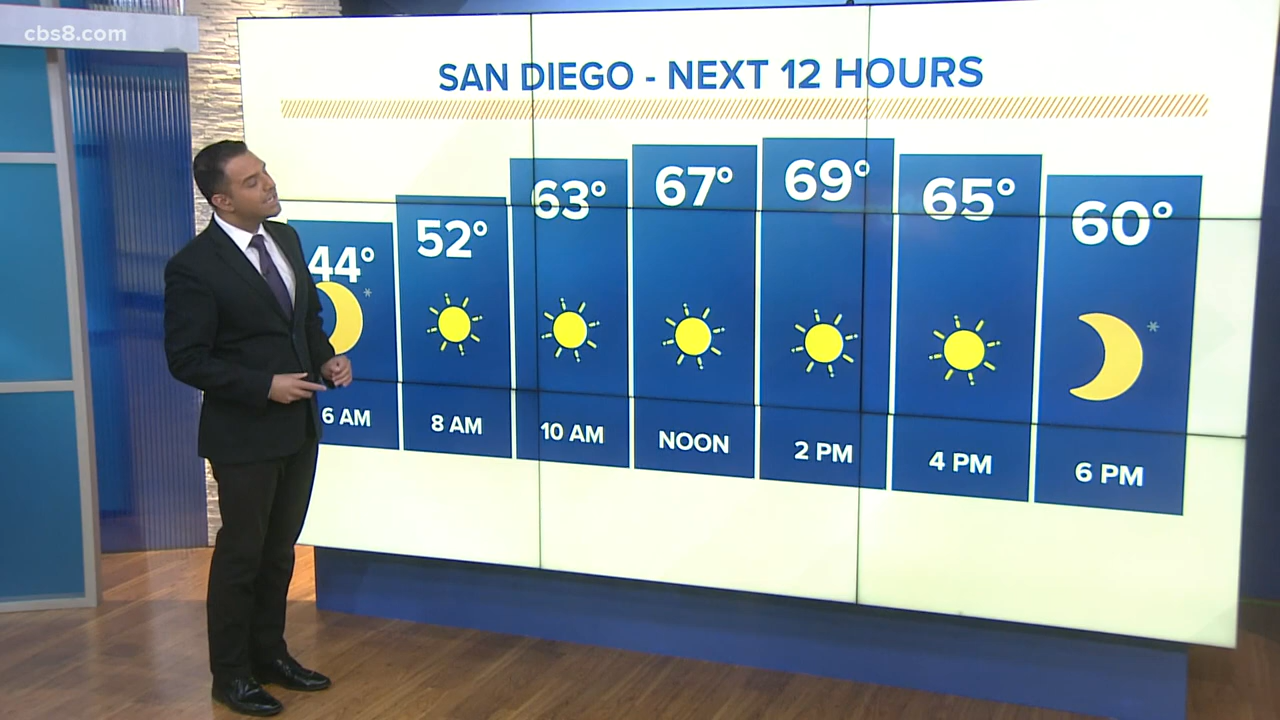 cbs8.com
SAN DIEGO - NEXT 12 HOURS
44° 52° 63° 67° 69° 65° 60°
6 AM 8 AM 10 AM NOON 2 PM 4 PM 6 PM